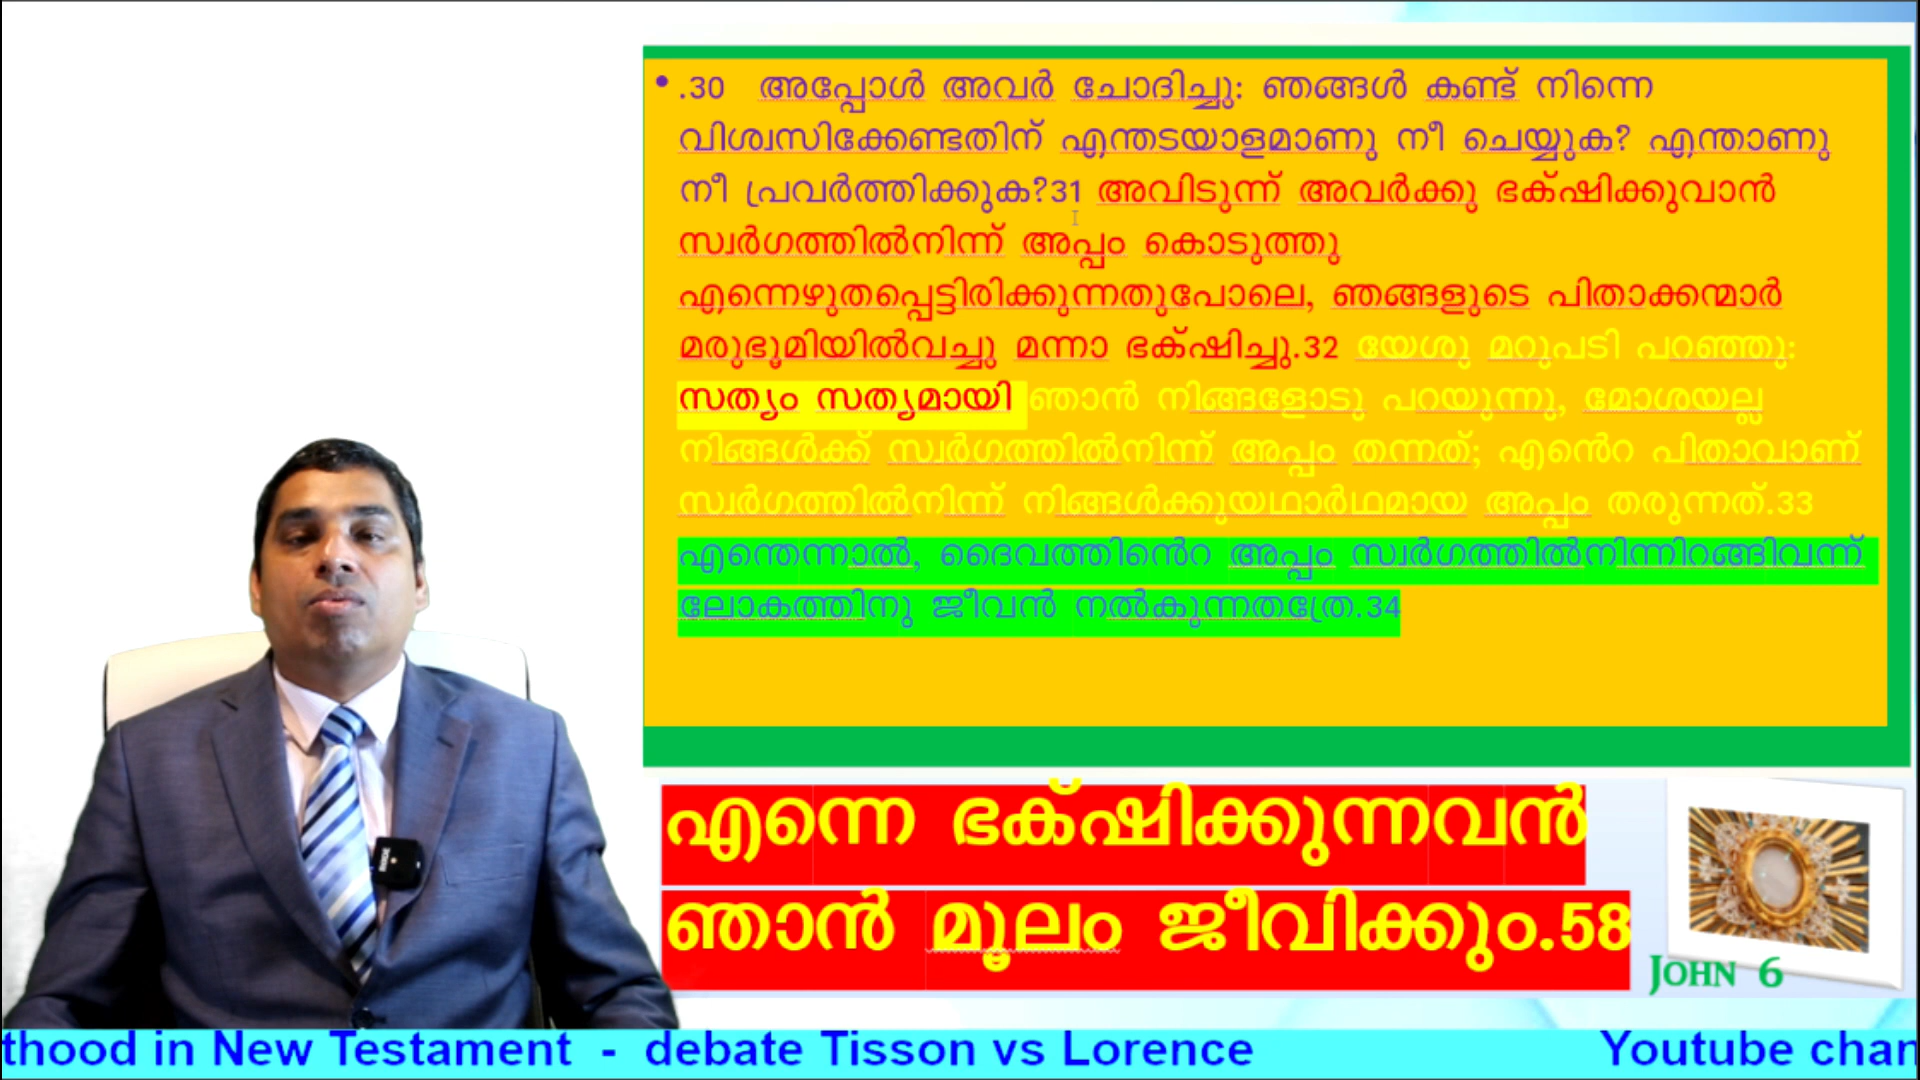 • .30 അപ്പോൾ അവർ ചോദിച്ചു: ഞങ്ങൾ കണ്ട് നിന്നെ
വിശ്വസിക്കേണ്ടതിന് എന്തടയാളമാണു നീ ചെയ്യുക? എന്താണു
നീ പ്രവർത്തിക്കുക?31 അവിടുന്ന് അവർക്കു ഭക്‌ഷിക്കുവാൻ
സ്വർഗത്തിൽനിന്ന് അപ്പം കൊടുത്തു
എന്നെഴുതപ്പെട്ടിരിക്കുന്നതുപോലെ, ഞങ്ങളുടെ പിതാക്കന്മാർ
മരുഭൂമിയിൽവച്ചു മന്നാ ഭക്‌ഷിച്ചു.32 യേശു മറുപടി പറഞ്ഞു:
സത്യം സത്യമായി ഞാൻ നിങ്ങളോടു പറയുന്നു, മോശയല്ല
നിങ്ങൾക്ക് സ്വർഗത്തിൽനിന്ന് അപ്പം തന്നത്; എൻെറ പിതാവാണ്
സ്വർഗത്തിൽനിന്ന് നിങ്ങൾക്കുയഥാർഥമായ അപ്പം തരുന്നത്.33
എന്തെന്നാൽ, ദൈവത്തിൻെറ അപ്പം സ്വർഗത്തിൽനിന്നിറങ്ങിവന്ന്
ലോകത്തിനു ജീവൻ നൽകുന്നതത്രേ.34
എന്നെ ഭക്‌ഷിക്കുന്നവൻ
ഞാൻ മൂലം ജീവിക്കും.58
JOHN 6
thood in New Testament - debate Tisson vs Lorence Youtube chan